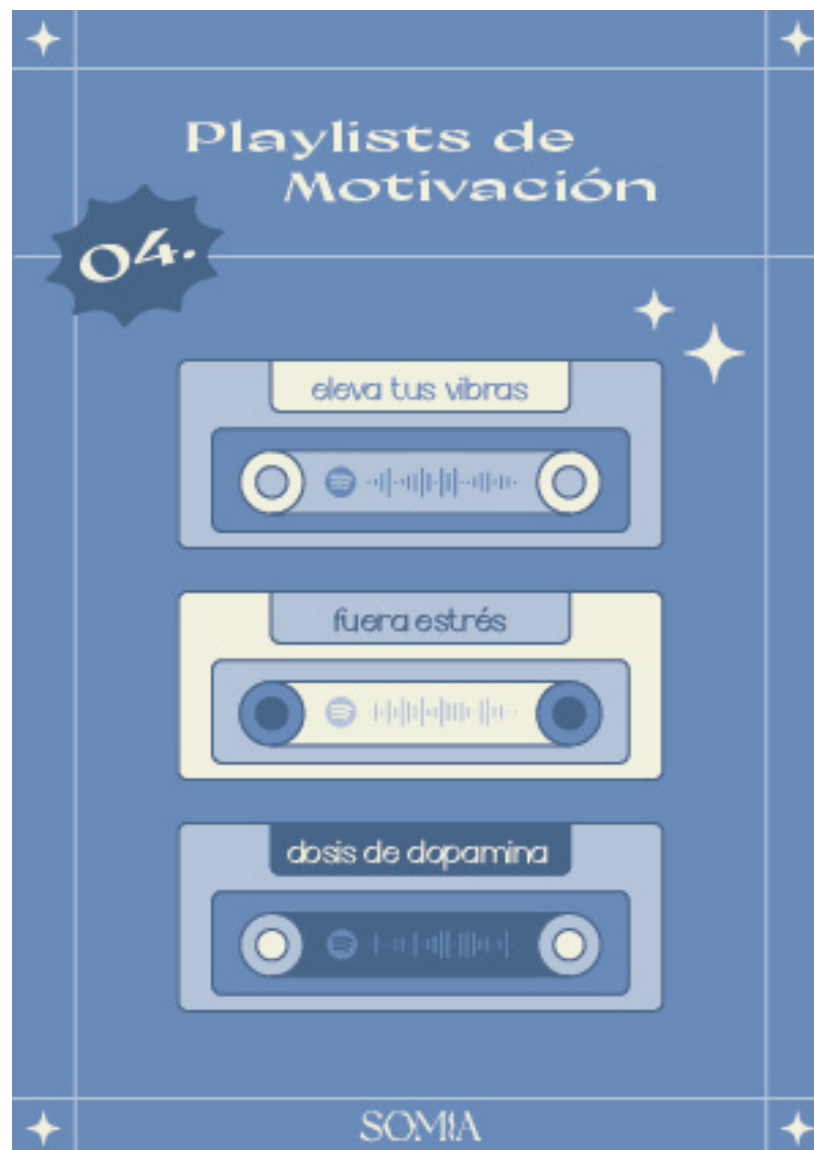 Playlists de
Motivación
04.
eleva tus vibras
fuera estrés
dosis de dopamina
SOMIA